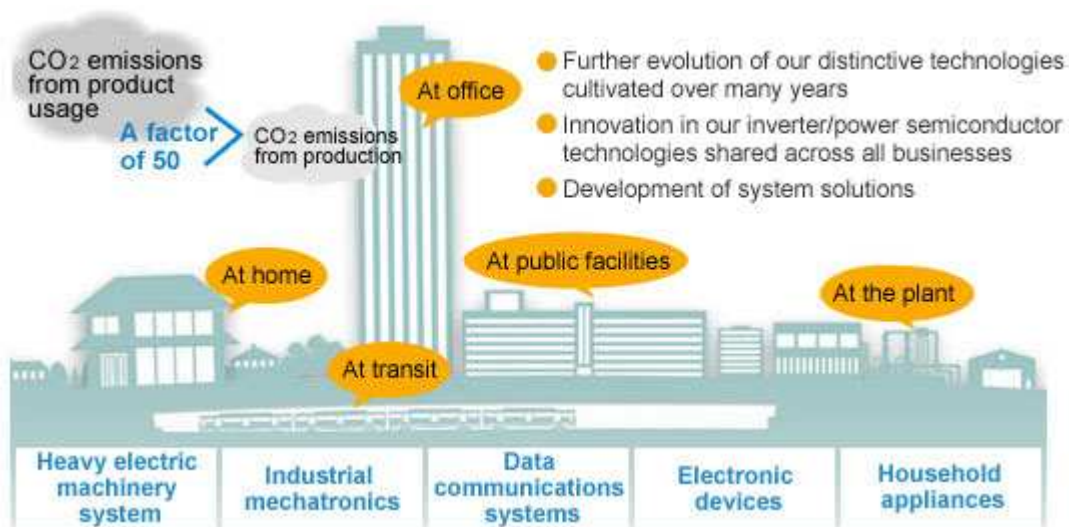 CO2 emissions
from product
usage
A factor
of 50
CO2 emissions
from production
At office
Further evolution of our distinctive technologies
cultivated over many years
Innovation in our inverter/power semiconductor
technologies shared across all businesses
Development of system solutions
At home
At public facilities
At the plant
At transit
Heavy electric
machinery
system
Industrial
mechatronics
Data
communications
systems
Electronic
devices
Household
appliances